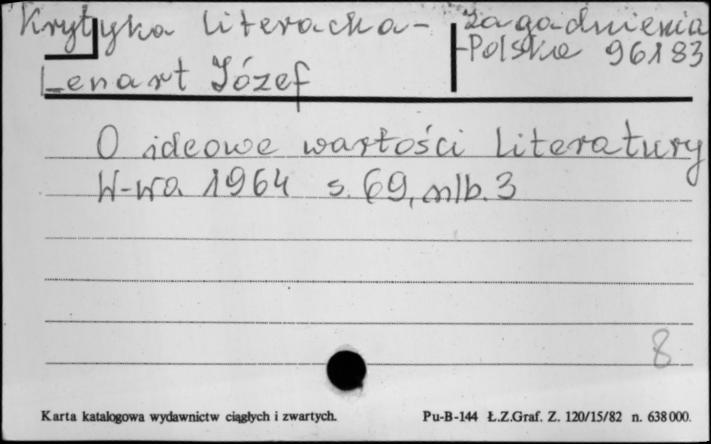 Krytyka literacka - zagadnienia
- Polskie 96183
Lenart Józef
O ideowe wartości literatury
W-wa 1964 s. 69, nlb. 3
8
Karta katalogowa wydawnictw ciągłych i zwartych. Pu-B-144 Ł.Z.Graf. Z. 120/15/82 n. 638000.